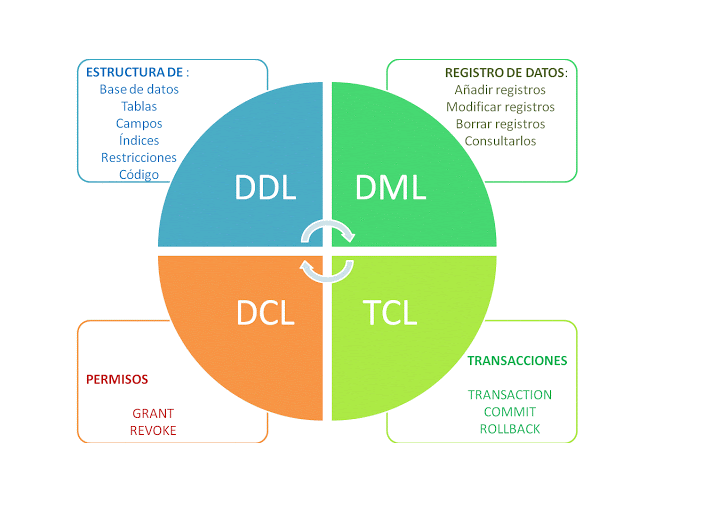 ESTRUCTURA DE :
Base de datos
Tablas
Campos
Índices
Restricciones
Código
REGISTRO DE DATOS:
Añadir registros
Modificar registros
Borrar registros
Consultarlos
DDL
DML
DCL
TCL
PERMISOS
GRANT
REVOKE
TRANSACCIONES
TRANSACTION
COMMIT
ROLLBACK